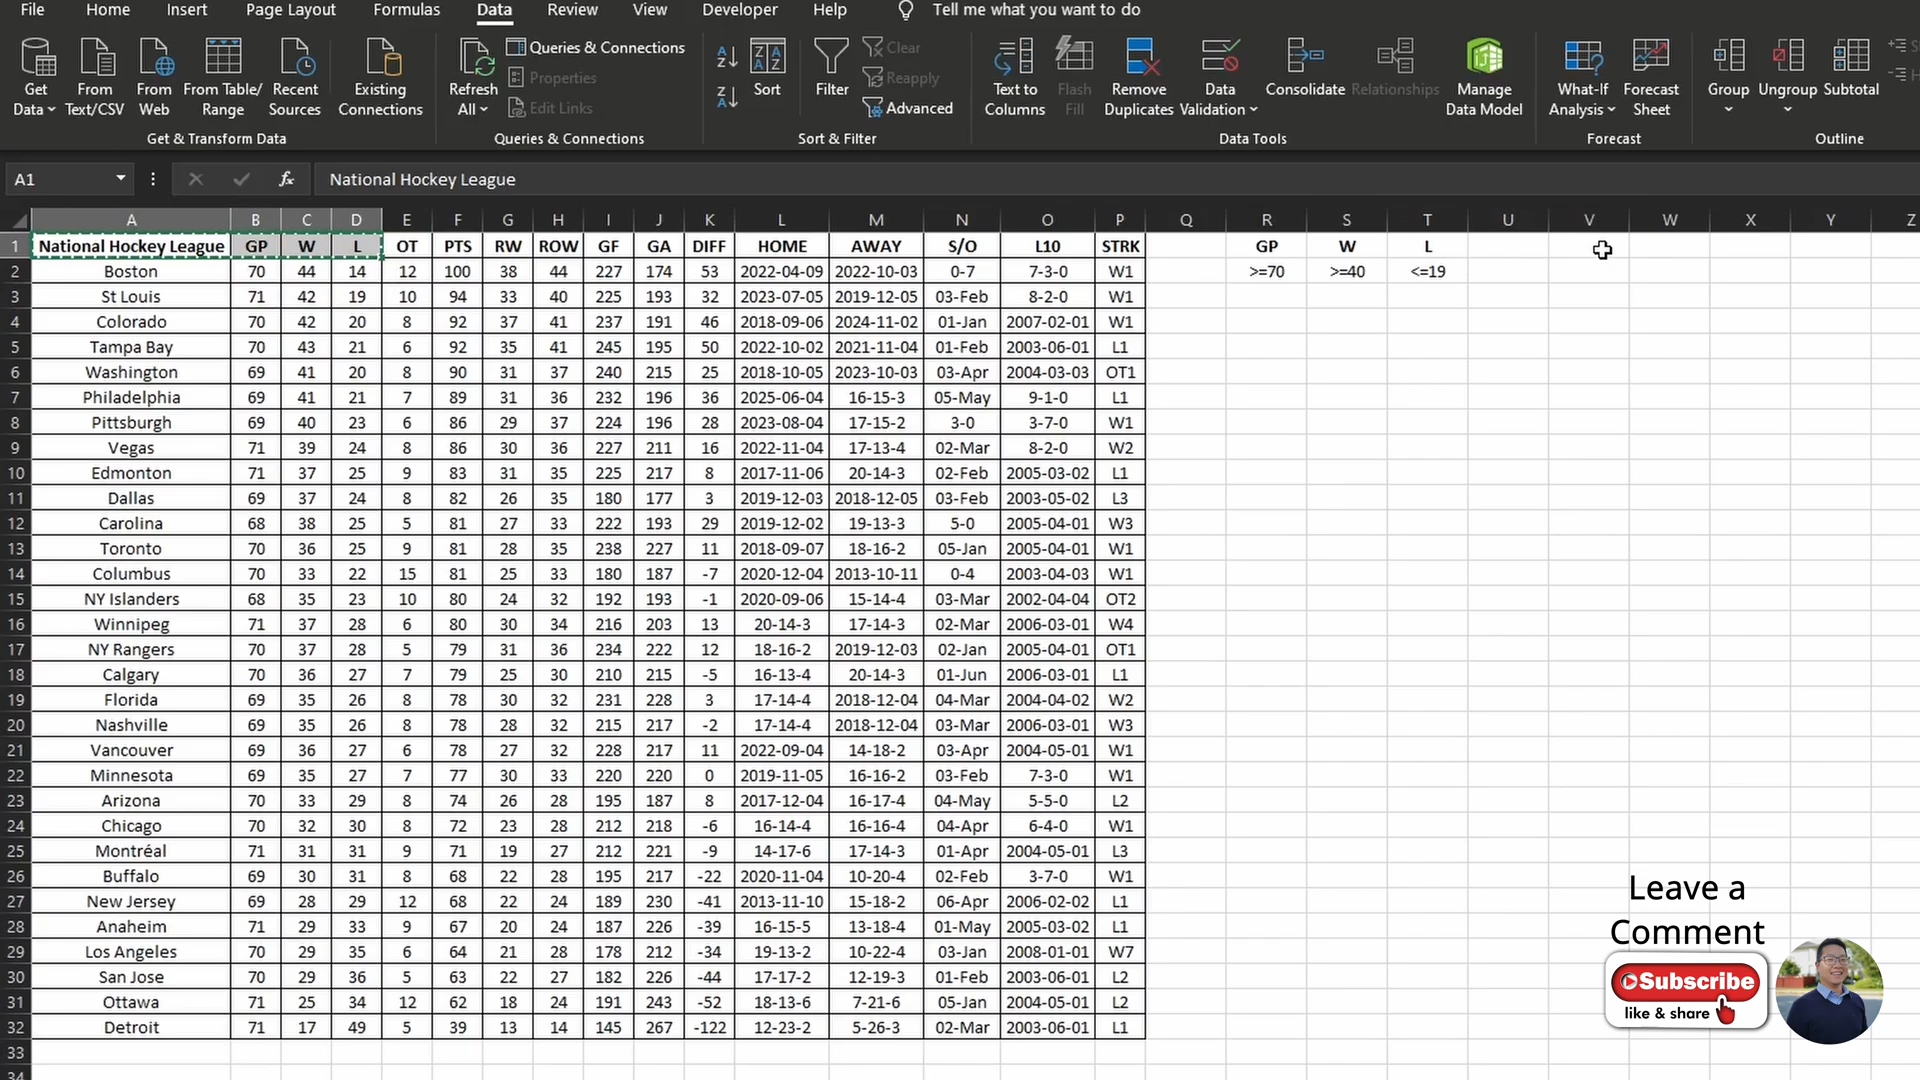 File Home Insert Page Layout Formulas Data Review View Developer Help Tell me what you want to do
Get Data From Text/CSV From Web From Table/ Range Recent Sources Existing Connections
Get & Transform Data
Refresh All Queries & Connections Properties Edit Links
Queries & Connections
Sort Filter Clear Reapply Advanced
Sort & Filter
Text to Columns Flash Fill Remove Duplicates Data Validation Consolidate Relationships Manage Data Model
Data Tools
What-If Analysis Forecast Sheet
Forecast
Group Ungroup Subtotal
Outline
A1 fx National Hockey League
A B C D E F G H I J K L M N O P Q R S T U V W X Y Z
1 National Hockey League GP W L OT PTS RW ROW GF GA DIFF HOME AWAY S/O L10 STRK GP W L
2 Boston 70 44 14 12 100 38 44 227 174 53 2022-04-09 2022-10-03 0-7 7-3-0 W1 >=70 >=40 <=19
3 St Louis 71 42 19 10 94 33 40 225 193 32 2023-07-05 2019-12-05 03-Feb 8-2-0 W1
4 Colorado 70 42 20 8 92 37 41 237 191 46 2018-09-06 2024-11-02 01-Jan 2007-02-01 W1
5 Tampa Bay 70 43 21 6 92 35 41 245 195 50 2022-10-02 2021-11-04 01-Feb 2003-06-01 L1
6 Washington 69 41 20 8 90 31 37 240 215 25 2018-10-05 2023-10-03 03-Apr 2004-03-03 OT1
7 Philadelphia 69 41 21 7 89 31 36 232 196 36 2025-06-04 16-15-3 05-May 9-1-0 L1
8 Pittsburgh 69 40 23 6 86 29 37 224 196 28 2023-08-04 17-15-2 3-0 3-7-0 W1
9 Vegas 71 39 24 8 86 30 36 227 211 16 2022-11-04 17-13-4 02-Mar 8-2-0 W2
10 Edmonton 71 37 25 9 83 31 35 225 217 8 2017-11-06 20-14-3 02-Feb 2005-03-02 L1
11 Dallas 69 37 24 8 82 26 35 180 177 3 2019-12-03 2018-12-05 03-Feb 2003-05-02 L3
12 Carolina 68 38 25 5 81 27 33 222 193 29 2019-12-02 19-13-3 5-0 2005-04-01 W3
13 Toronto 70 36 25 9 81 28 35 238 227 11 2018-09-07 18-16-2 05-Jan 2005-04-01 W1
14 Columbus 70 33 22 15 81 25 33 180 187 -7 2020-12-04 2013-10-11 0-4 2003-04-03 W1
15 NY Islanders 68 35 23 10 80 24 32 192 193 -1 2020-09-06 15-14-4 03-Mar 2002-04-04 OT2
16 Winnipeg 71 37 28 6 80 30 34 216 203 13 20-14-3 17-14-3 02-Mar 2006-03-01 W4
17 NY Rangers 70 37 28 5 79 31 36 234 222 12 18-16-2 2019-12-03 02-Jan 2005-04-01 OT1
18 Calgary 70 36 27 7 79 25 30 210 215 -5 16-13-4 20-14-3 01-Jun 2006-03-01 L1
19 Florida 69 35 26 8 78 30 32 231 228 3 17-14-4 2018-12-04 04-Mar 2004-04-02 W2
20 Nashville 69 35 26 8 78 28 32 215 217 -2 17-14-4 2018-12-04 03-Mar 2006-03-01 W3
21 Vancouver 69 36 27 6 78 27 32 228 217 11 2022-09-04 14-18-2 03-Apr 2004-05-01 W1
22 Minnesota 69 35 27 7 77 30 33 220 220 0 2019-11-05 16-16-2 03-Feb 7-3-0 W1
23 Arizona 70 33 29 8 74 26 28 195 187 8 2017-12-04 16-17-4 04-May 5-5-0 L2
24 Chicago 70 32 30 8 72 23 28 212 218 -6 16-14-4 16-16-4 04-Apr 6-4-0 W1
25 Montréal 71 31 31 9 71 19 27 212 221 -9 14-17-6 17-14-3 01-Apr 2004-05-01 L3
26 Buffalo 69 30 31 8 68 22 28 195 217 -22 2020-11-04 10-20-4 02-Feb 3-7-0 W1
27 New Jersey 69 28 29 12 68 22 24 189 230 -41 2013-11-10 15-18-2 06-Apr 2006-02-02 L1
28 Anaheim 71 29 33 9 67 20 24 187 226 -39 16-15-5 13-18-4 01-May 2005-03-02 L1
29 Los Angeles 70 29 35 6 64 21 28 178 212 -34 19-13-2 10-22-4 03-Jan 2008-01-01 W7
30 San Jose 70 29 36 5 63 22 27 182 226 -44 17-17-2 12-19-3 01-Feb 2003-06-01 L2
31 Ottawa 71 25 34 12 62 18 24 191 243 -52 18-13-6 7-21-6 05-Jan 2004-05-01 L2
32 Detroit 71 17 49 5 39 13 14 145 267 -122 12-23-2 5-26-3 02-Mar 2003-06-01 L1
33
34
Leave a
Comment
Subscribe
like & share